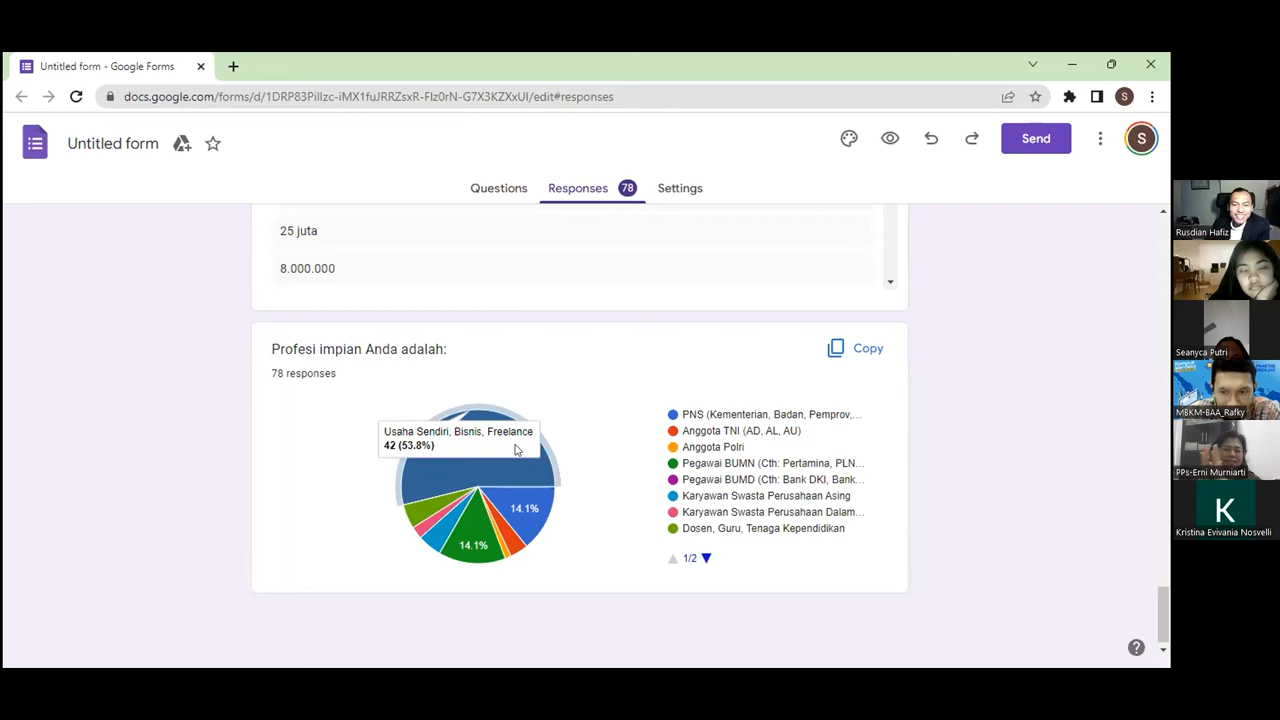 Untitled form - Google Forms
docs.google.com/forms/d/1DRP83PiIlzc-iMX1fuJRRZsxR-FIz0rN-G7X3KZXxUI/edit#responses
S
Untitled form
Send
S
Questions
Responses 78
Settings
25 juta
8.000.000
Profesi impian Anda adalah:
Copy
78 responses
Usaha Sendiri, Bisnis, Freelance
42 (53.8%)
14.1%
14.1%
PNS (Kementerian, Badan, Pemprov,...
Anggota TNI (AD, AL, AU)
Anggota Polri
Pegawai BUMN (Cth: Pertamina, PLN...
Pegawai BUMD (Cth: Bank DKI, Bank...
Karyawan Swasta Perusahaan Asing
Karyawan Swasta Perusahaan Dalam...
Dosen, Guru, Tenaga Kependidikan
1/2
Rusdian Hafiz
Seanyca Putri
MBKM-BAA_Rafky
PPs-Erni Murniarti
K
Kristina Evivania Nosvelli